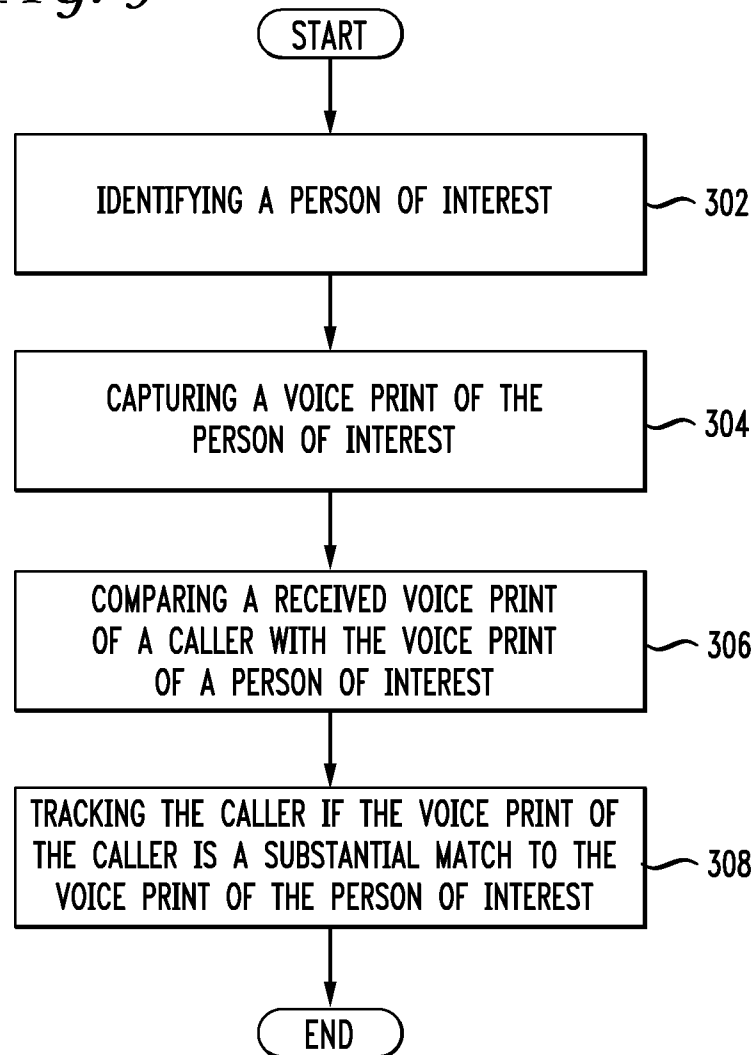 START
IDENTIFYING A PERSON OF INTEREST
302
CAPTURING A VOICE PRINT OF THE
PERSON OF INTEREST
304
COMPARING A RECEIVED VOICE PRINT
OF A CALLER WITH THE VOICE PRINT
OF A PERSON OF INTEREST
306
TRACKING THE CALLER IF THE VOICE PRINT OF
THE CALLER IS A SUBSTANTIAL MATCH TO THE
VOICE PRINT OF THE PERSON OF INTEREST
308
END